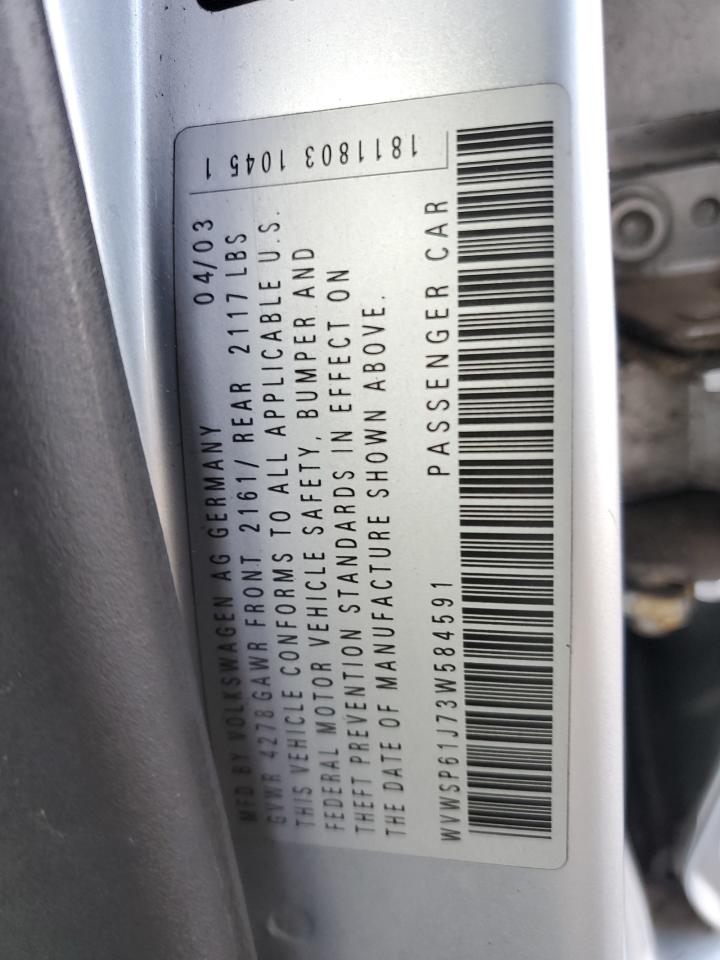 MFD BY VOLKSWAGEN AG GERMANY 04/03
GVWR 4278 GAWR FRONT 2161/ REAR 2117 LBS
THIS VEHICLE CONFORMS TO ALL APPLICABLE U.S.
FEDERAL MOTOR VEHICLE SAFETY, BUMPER AND
THEFT PREVENTION STANDARDS IN EFFECT ON
THE DATE OF MANUFACTURE SHOWN ABOVE.
WVWSP61J73W584591 PASSENGER CAR
1811803 1045 1